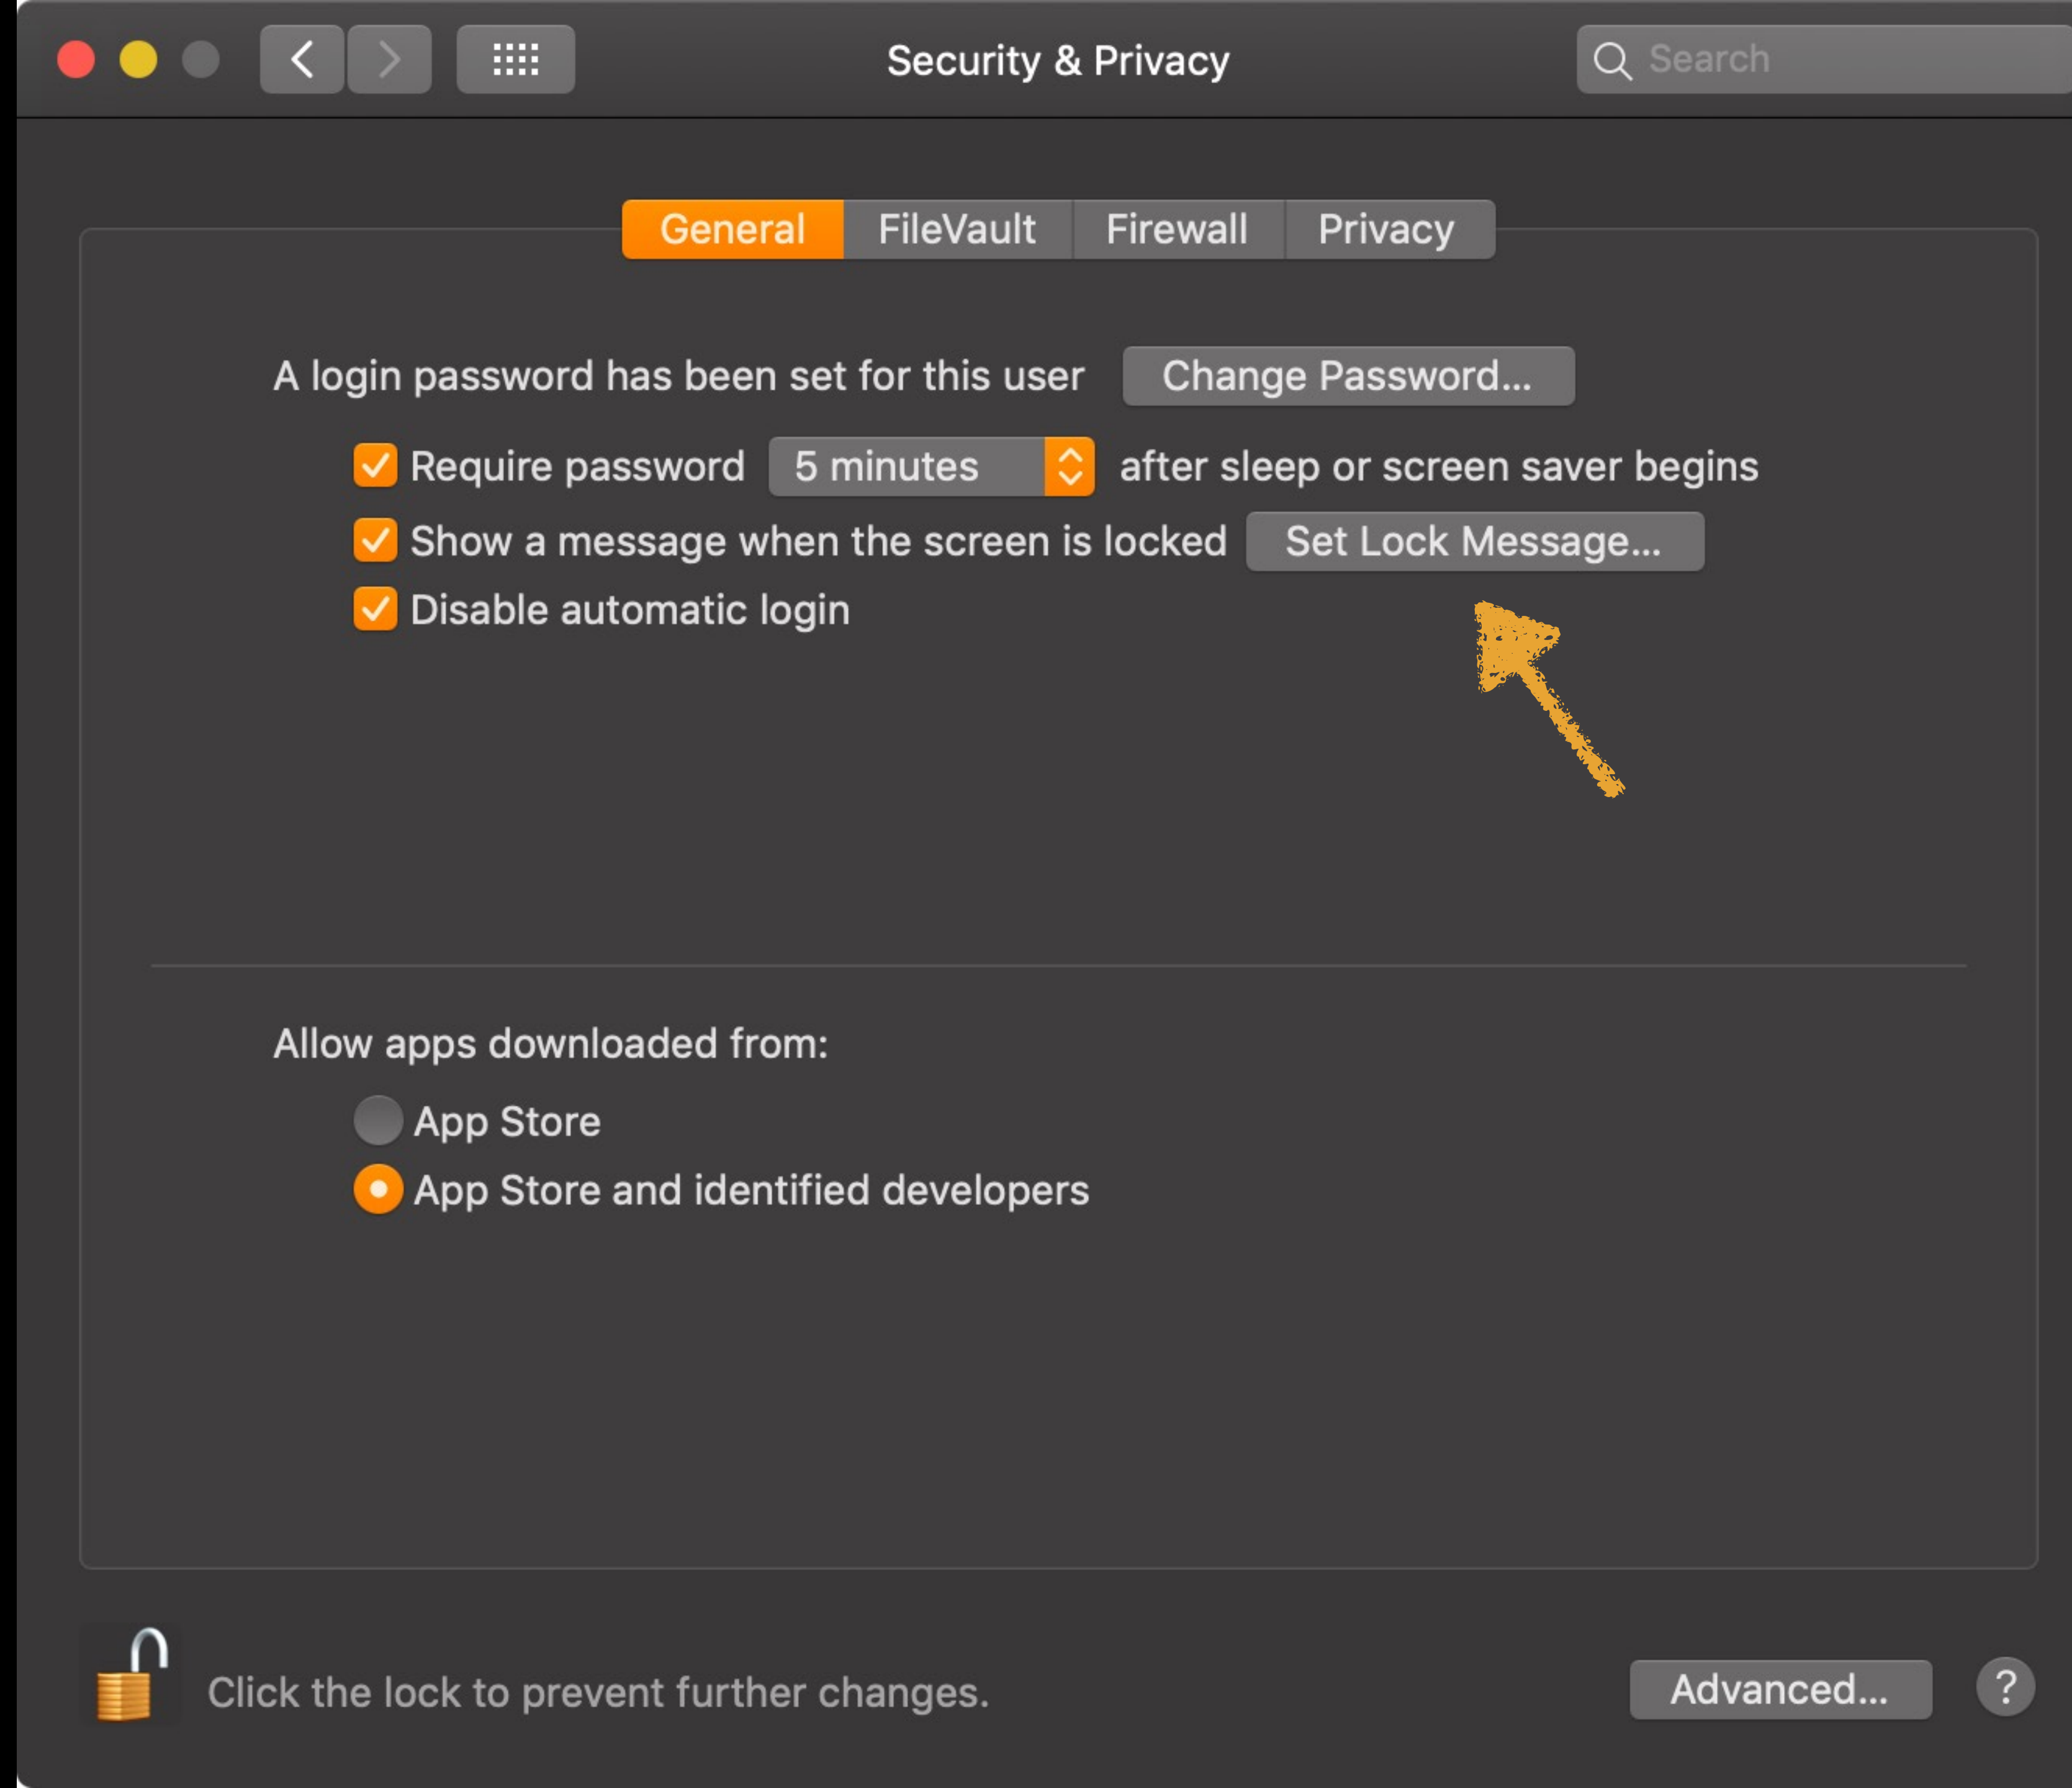 Security & Privacy
Search
General FileVault Firewall Privacy
A login password has been set for this user Change Password...
Require password 5 minutes after sleep or screen saver begins
Show a message when the screen is locked Set Lock Message...
Disable automatic login
Allow apps downloaded from:
App Store
App Store and identified developers
Click the lock to prevent further changes.
Advanced... ?